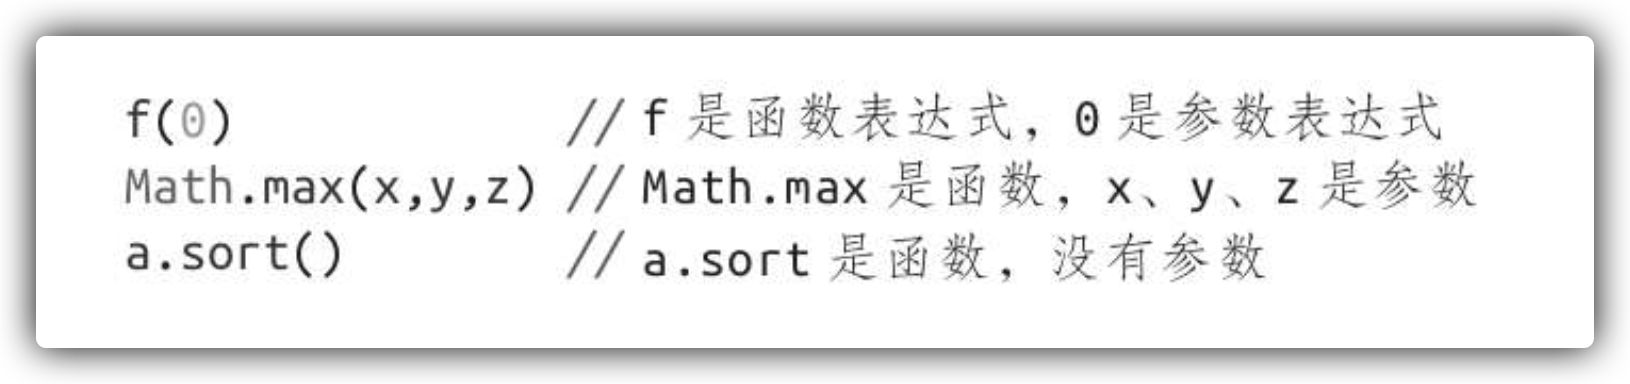 f(0) // f 是函数表达式，0 是参数表达式
Math.max(x,y,z) // Math.max 是函数，x、y、z 是参数
a.sort() // a.sort 是函数，没有参数